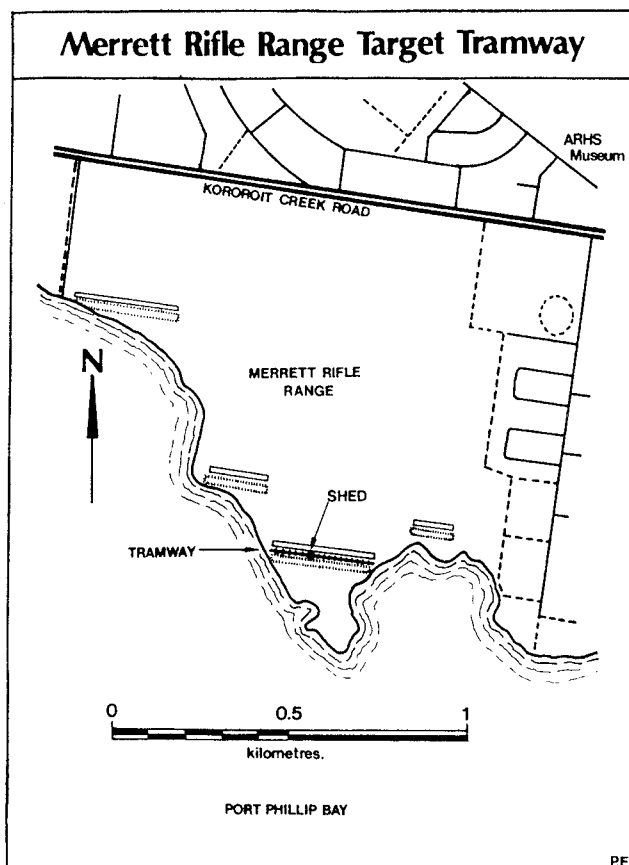 Merrett Rifle Range Target Tramway
ARHS
Museum
KOROROIT CREEK ROAD
N
MERRETT RIFLE
RANGE
SHED
TRAMWAY
0 0.5 1
kilometres.
PORT PHILLIP BAY
PF